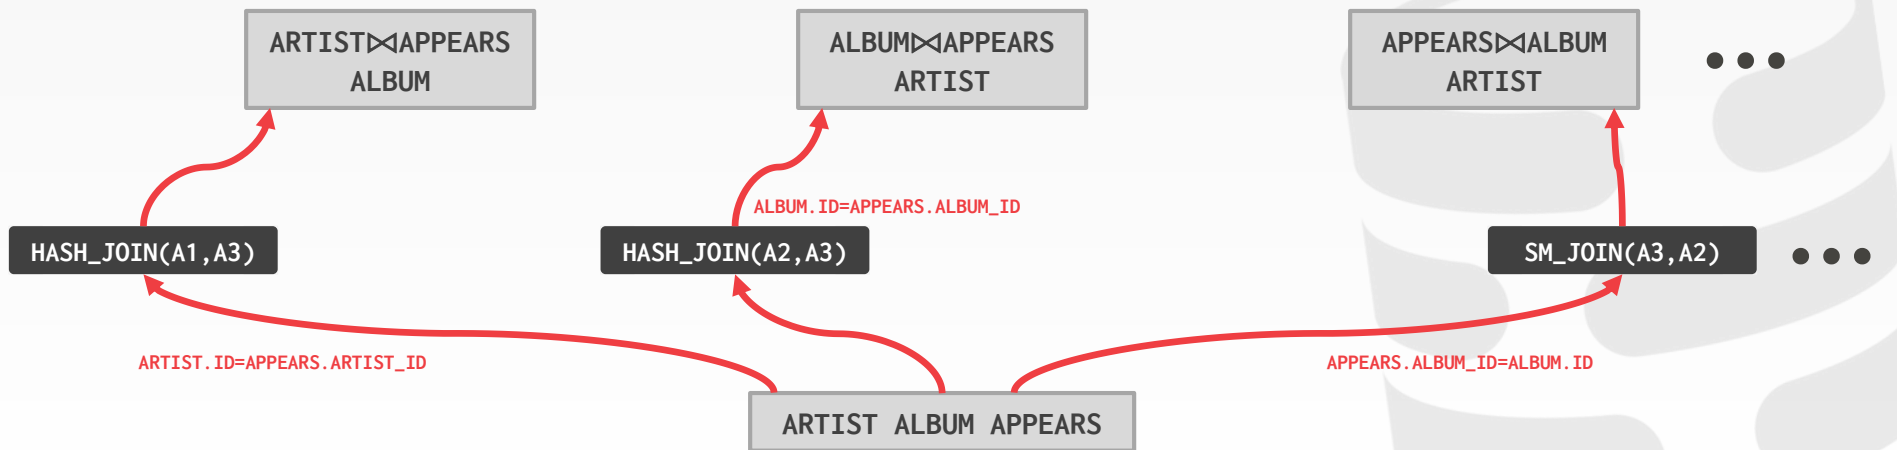 ARTIST⋈APPEARS
ALBUM
ALBUM⋈APPEARS
ARTIST
APPEARS⋈ALBUM
ARTIST
•••
ALBUM.ID=APPEARS.ALBUM_ID
HASH_JOIN(A1,A3)
HASH_JOIN(A2,A3)
SM_JOIN(A3,A2)
•••
ARTIST.ID=APPEARS.ARTIST_ID
APPEARS.ALBUM_ID=ALBUM.ID
ARTIST ALBUM APPEARS